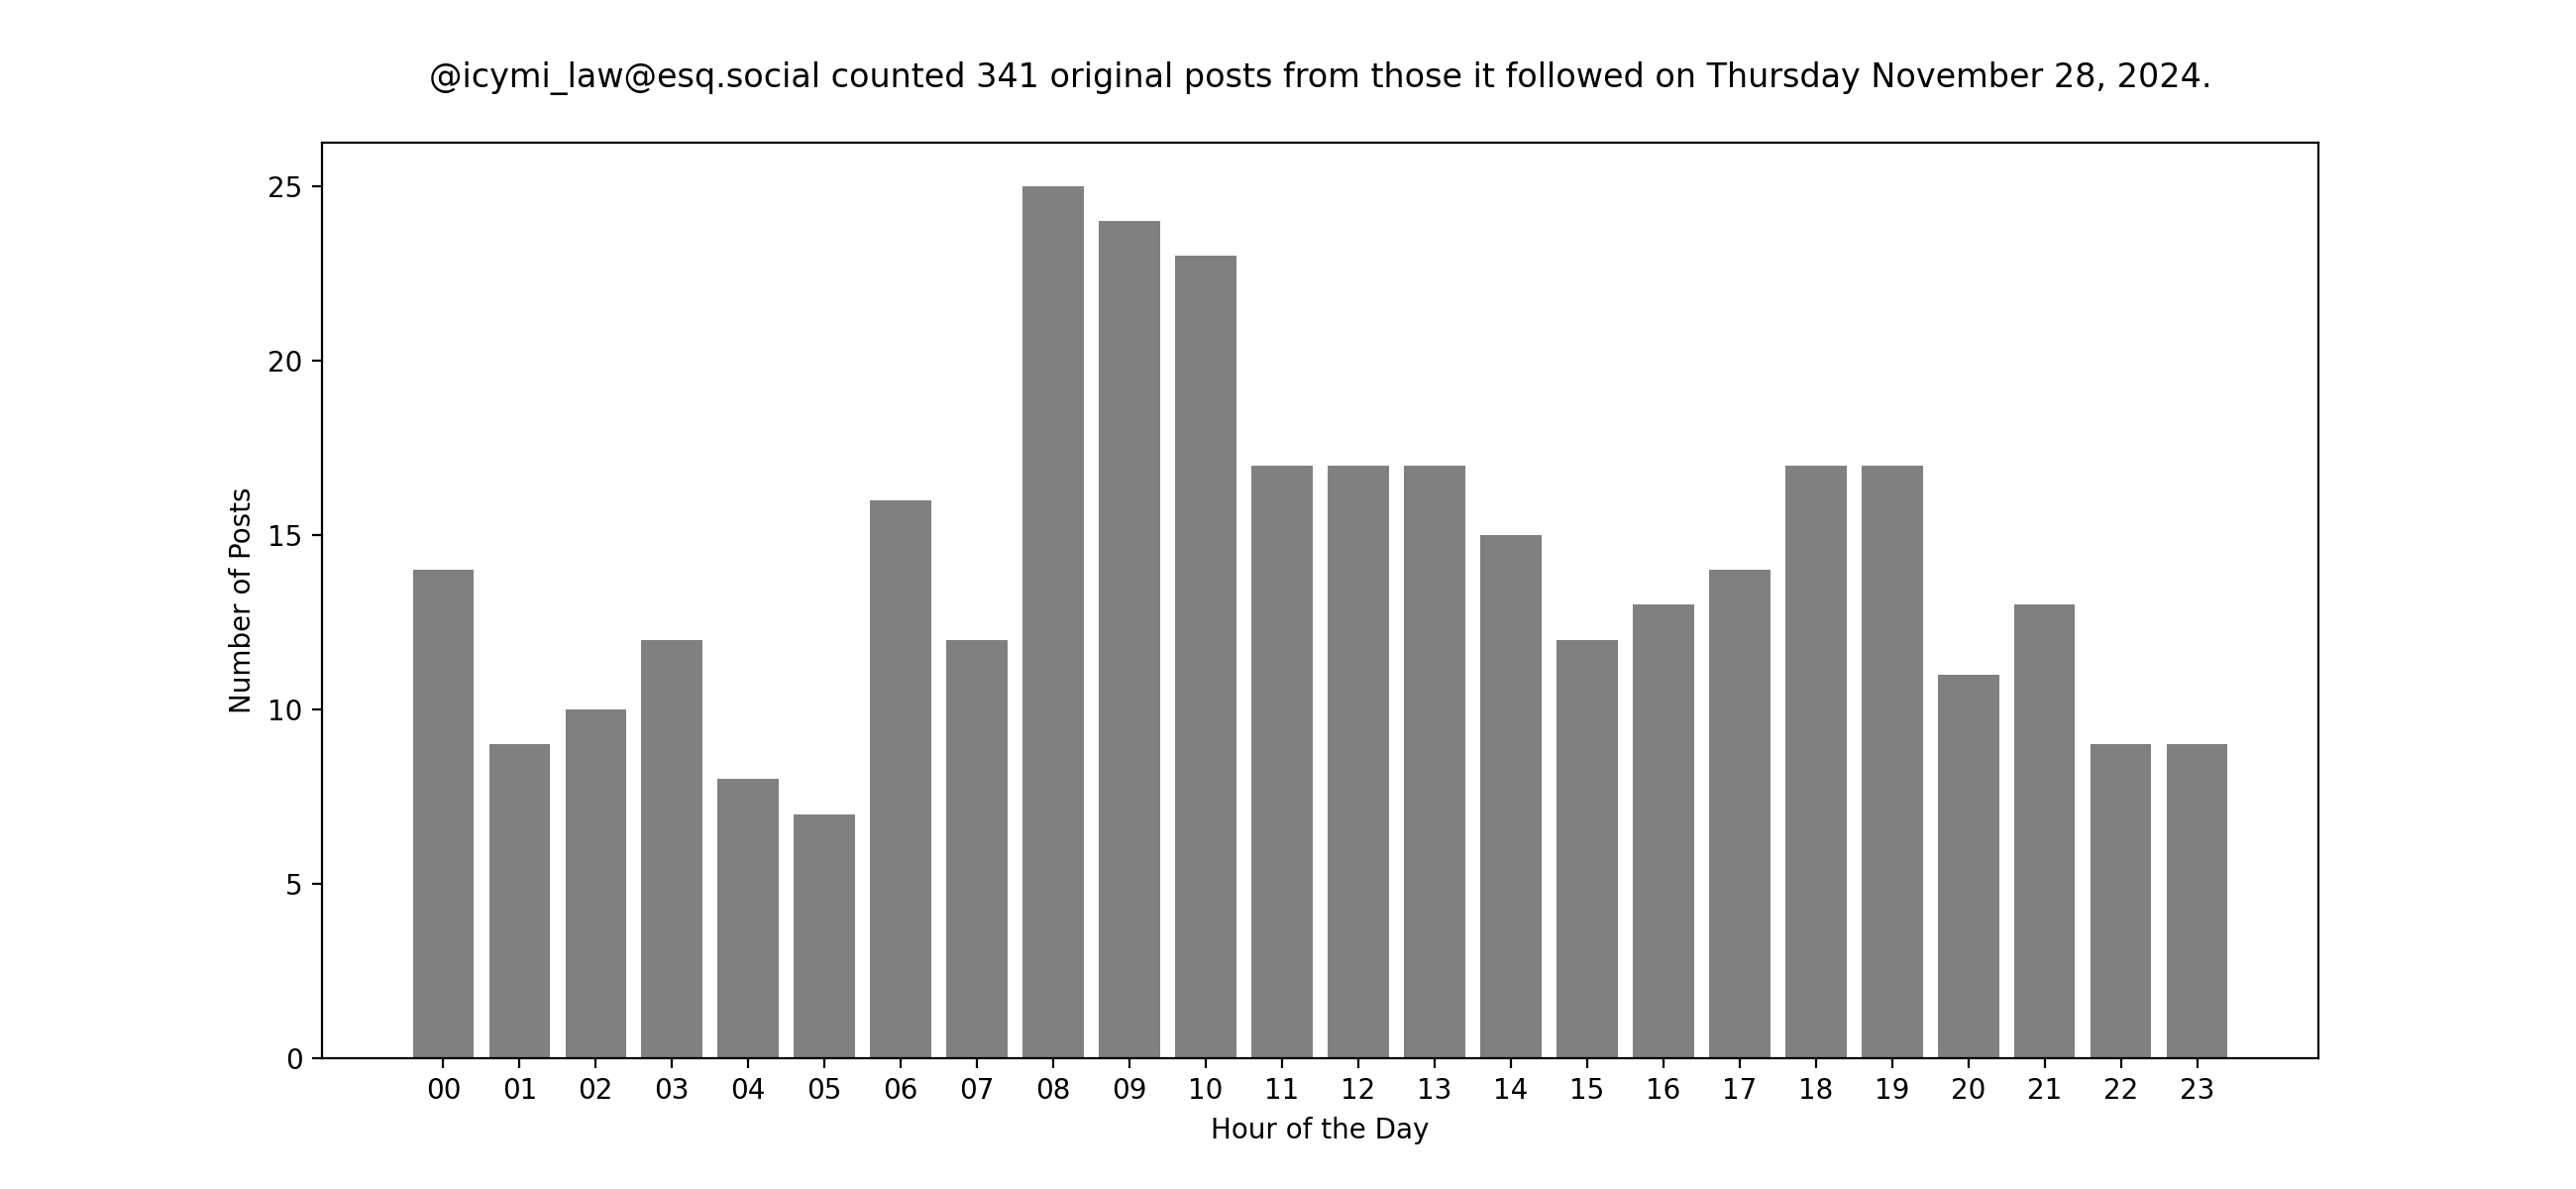 @icymi_law@esq.social counted 341 original posts from those it followed on Thursday November 28, 2024.
Number of Posts
25
20
15
10
5
0
00 01 02 03 04 05 06 07 08 09 10 11 12 13 14 15 16 17 18 19 20 21 22 23
Hour of the Day